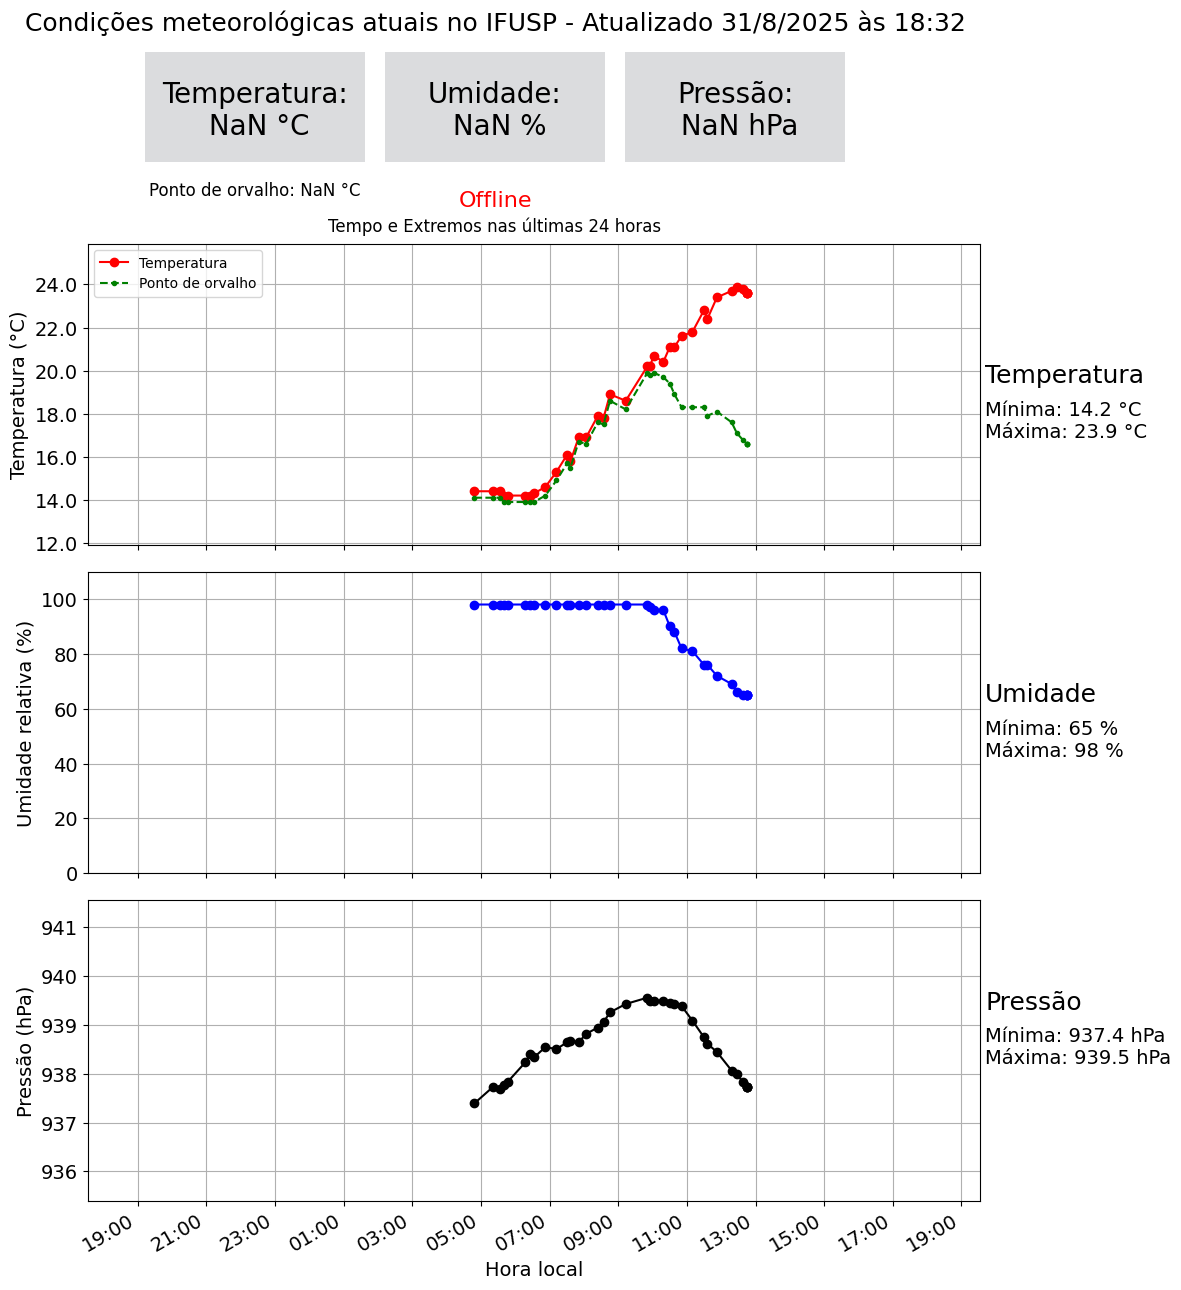 Condições meteorológicas atuais no IFUSP - Atualizado 31/8/2025 às 18:32
Temperatura:
NaN °C
Umidade:
NaN %
Pressão:
NaN hPa
Ponto de orvalho: NaN °C
Offline
Tempo e Extremos nas últimas 24 horas
Temperatura
Ponto de orvalho
Temperatura (°C)
24.0
22.0
20.0
18.0
16.0
14.0
12.0
Temperatura
Mínima: 14.2 °C
Máxima: 23.9 °C
Umidade relativa (%)
100
80
60
40
20
0
Umidade
Mínima: 65 %
Máxima: 98 %
Pressão (hPa)
941
940
939
938
937
936
Pressão
Mínima: 937.4 hPa
Máxima: 939.5 hPa
19:00
21:00
23:00
01:00
03:00
05:00
07:00
09:00
11:00
13:00
15:00
17:00
19:00
Hora local